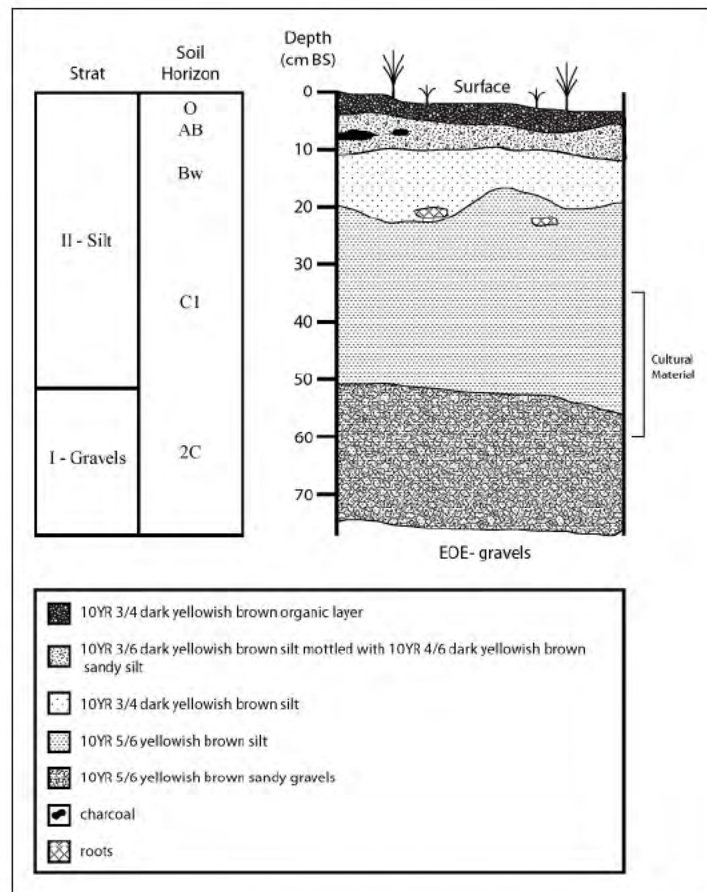 Strat
Soil
Horizon
Depth
(cm BS)
Surface
O
AB
Bw
C1
2C
II - Silt
I - Gravels
0
10
20
30
40
50
60
70
Cultural
Material
EOE- gravels
10YR 3/4 dark yellowish brown organic layer
10YR 3/6 dark yellowish brown silt mottled with 10YR 4/6 dark yellowish brown
sandy silt
10YR 3/4 dark yellowish brown silt
10YR 5/6 yellowish brown silt
10YR 5/6 yellowish brown sandy gravels
charcoal
roots